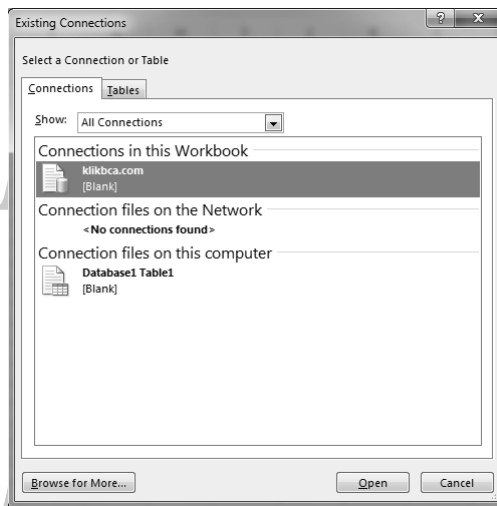 Existing Connections
Select a Connection or Table
Connections Tables
Show: All Connections
Connections in this Workbook
klikbca.com
[Blank]
Connection files on the Network
<No connections found>
Connection files on this computer
Database1 Table1
[Blank]
Browse for More... Open Cancel